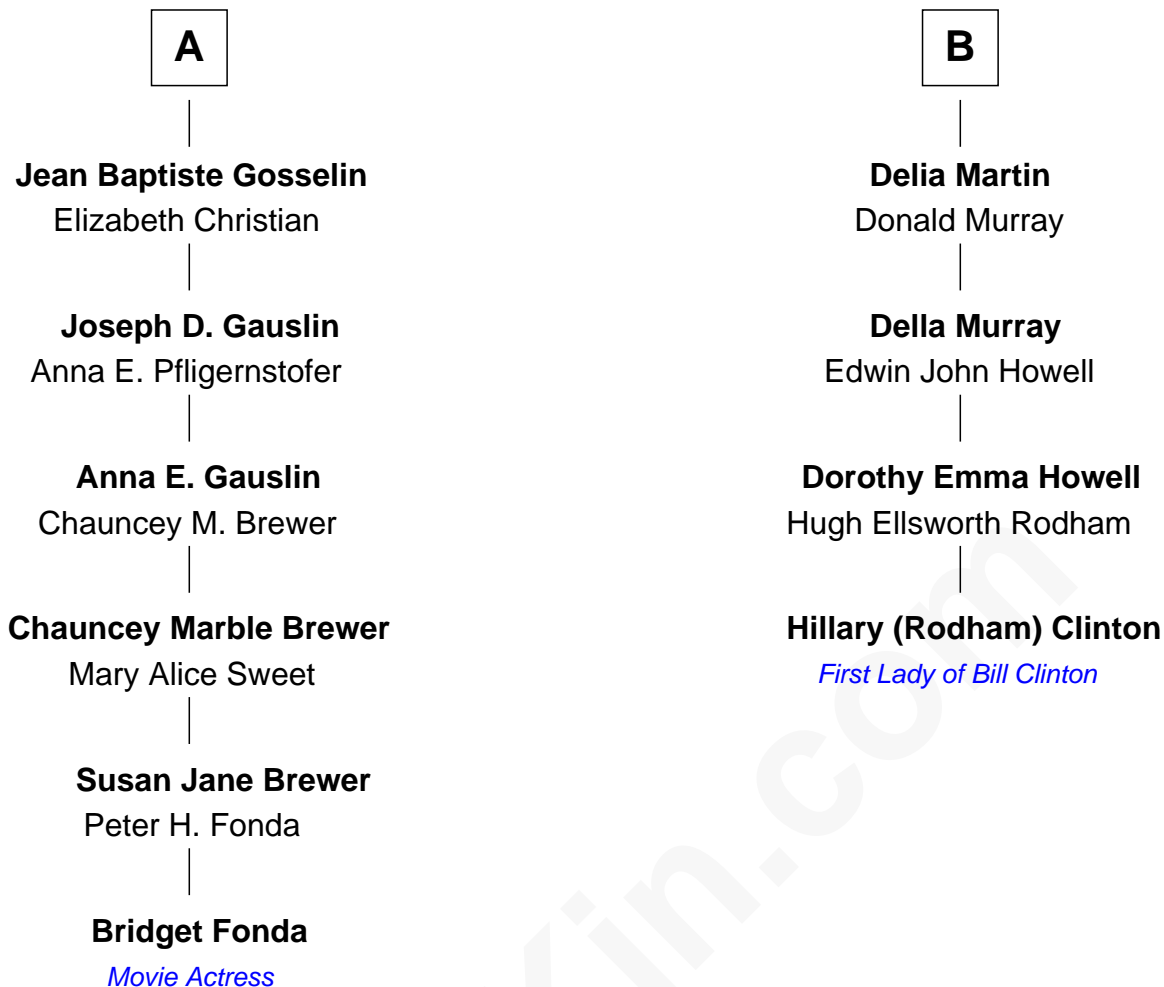 A
Jean Baptiste Gosselin
Elizabeth Christian
Joseph D. Gauslin
Anna E. Pfligernstofer
Anna E. Gauslin
Chauncey M. Brewer
Chauncey Marble Brewer
Mary Alice Sweet
Susan Jane Brewer
Peter H. Fonda
Bridget Fonda
Movie Actress
B
Delia Martin
Donald Murray
Della Murray
Edwin John Howell
Dorothy Emma Howell
Hugh Ellsworth Rodham
Hillary (Rodham) Clinton
First Lady of Bill Clinton
Kin.com